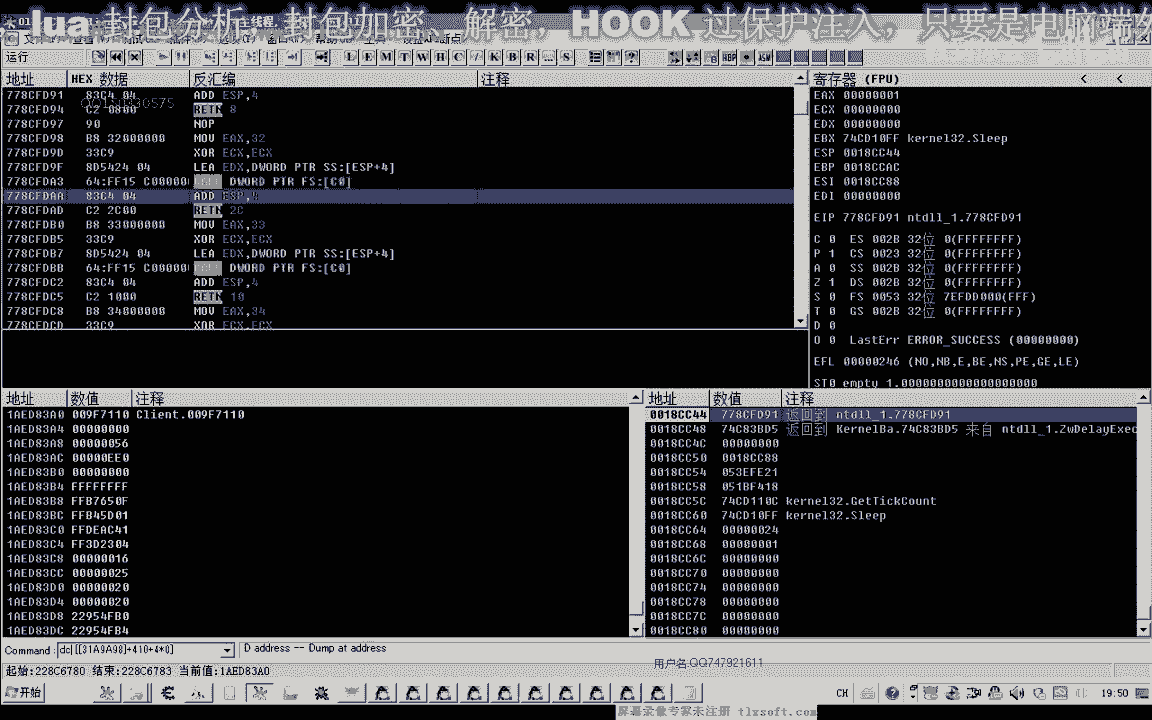 lua 封包分析，封包加密、解密，HOOK 过保护注入，只要是电脑端
运行
L E M T W H C / K B R ... S
地址 HEX 数据 反汇编 注释
778CFD91 83C4 04 ADD ESP,4
QQ150330575
778CFD94 C2 0800 RETN 8
778CFD97 90 NOP
778CFD98 B8 32000000 MOV EAX,32
778CFD9D 33C9 XOR ECX,ECX
778CFD9F 8D5424 04 LEA EDX,DWORD PTR SS:[ESP+4]
778CFDA3 64:FF15 C00000 CALL DWORD PTR FS:[C0]
778CFDAA 83C4 04 ADD ESP,4
778CFDAD C2 2C00 RETN 2C
778CFDB0 B8 33000000 MOV EAX,33
778CFDB5 33C9 XOR ECX,ECX
778CFDB7 8D5424 04 LEA EDX,DWORD PTR SS:[ESP+4]
778CFDBB 64:FF15 C00000 CALL DWORD PTR FS:[C0]
778CFDC2 83C4 04 ADD ESP,4
778CFDC5 C2 1000 RETN 10
778CFDC8 B8 34000000 MOV EAX,34
778CFDCD 33C9 XOR ECX,ECX
寄存器 (FPU) < <
EAX 00000001
ECX 00000000
EDX 00000000
EBX 74CD10FF kernel32.Sleep
ESP 0018CC44
EBP 0018CCAC
ESI 0018CC88
EDI 00000000
EIP 778CFD91 ntdll_1.778CFD91
C 0 ES 002B 32位 0(FFFFFFFF)
P 1 CS 0023 32位 0(FFFFFFFF)
A 0 SS 002B 32位 0(FFFFFFFF)
Z 1 DS 002B 32位 0(FFFFFFFF)
S 0 FS 0053 32位 7EFDD000(FFF)
T 0 GS 002B 32位 0(FFFFFFFF)
D 0
O 0 LastErr ERROR_SUCCESS (00000000)
EFL 00000246 (NO,NB,E,BE,NS,PE,GE,LE)
ST0 empty 1.0000000000000000000
地址 数值 注释
1AED83A0 009F7110 Client.009F7110
1AED83A4 00000000
1AED83A8 00000056
1AED83AC 00000EE0
1AED83B0 00000000
1AED83B4 FFFFFFFF
1AED83B8 FFB7650F
1AED83BC FFB45D01
1AED83C0 FFDEAC41
1AED83C4 FF3D2304
1AED83C8 00000016
1AED83CC 00000025
1AED83D0 00000020
1AED83D4 00000020
1AED83D8 22954FB0
1AED83DC 22954FB4
地址 数值 注释
0018CC44 778CFD91 返回到 ntdll_1.778CFD91
0018CC48 74C83BD5 返回到 KernelBa.74C83BD5 来自 ntdll_1.ZwDelayExec
0018CC4C 00000000
0018CC50 0018CC88
0018CC54 053EFE21
0018CC58 051BF418
0018CC5C 74CD110C kernel32.GetTickCount
0018CC60 74CD10FF kernel32.Sleep
0018CC64 00000024
0018CC68 00000001
0018CC6C 00000000
0018CC70 00000000
0018CC74 00000000
0018CC78 00000000
0018CC7C 00000000
0018CC80 00000000
Command: dc [[31A9A98]+410+4*0] D address -- Dump at address
用户名:QQ747921611
起始:228C6780 结束:228C6783 当前值:1AED83A0
开始 CH 19:50
屏幕录像专家未注册 tlxsoft.com